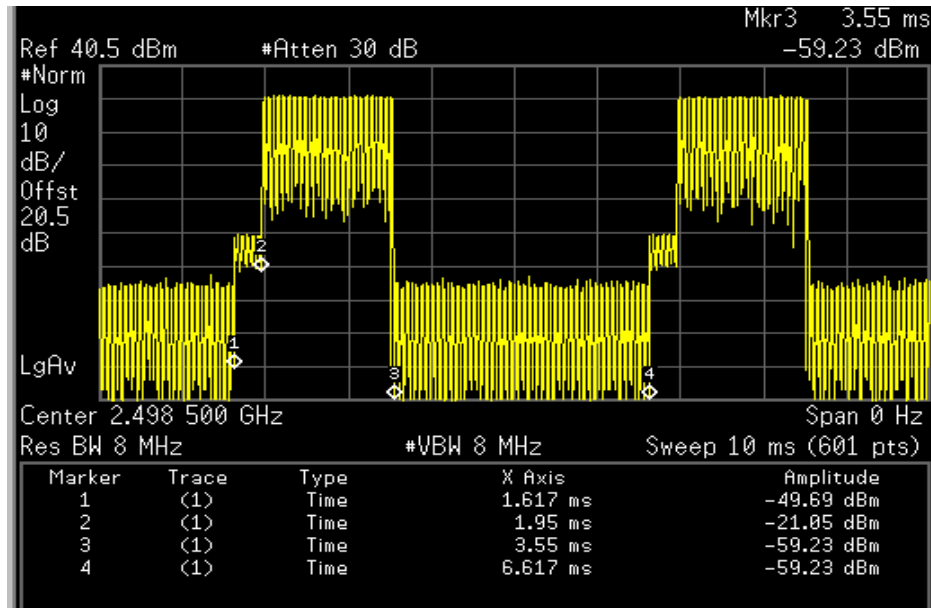 Mkr3 3.55 ms
Ref 40.5 dBm #Atten 30 dB -59.23 dBm
#Norm
Log
10
dB/
Offst
20.5
dB
2
1
LgAv
3 4
Center 2.498 500 GHz Span 0 Hz
Res BW 8 MHz #VBW 8 MHz Sweep 10 ms (601 pts)
Marker Trace Type X Axis Amplitude
1 (1) Time 1.617 ms -49.69 dBm
2 (1) Time 1.95 ms -21.05 dBm
3 (1) Time 3.55 ms -59.23 dBm
4 (1) Time 6.617 ms -59.23 dBm